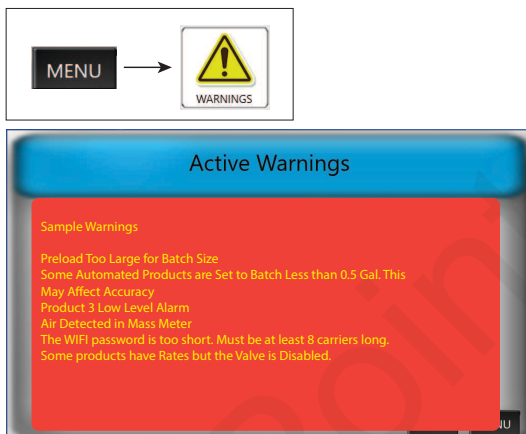 MENU
WARNINGS
Active Warnings
Sample Warnings
Preload Too Large for Batch Size
Some Automated Products are Set to Batch Less than 0.5 Gal. This
May Affect Accuracy
Product 3 Low Level Alarm
Air Detected in Mass Meter
The WIFI password is too short. Must be at least 8 carriers long.
Some products have Rates but the Valve is Disabled.